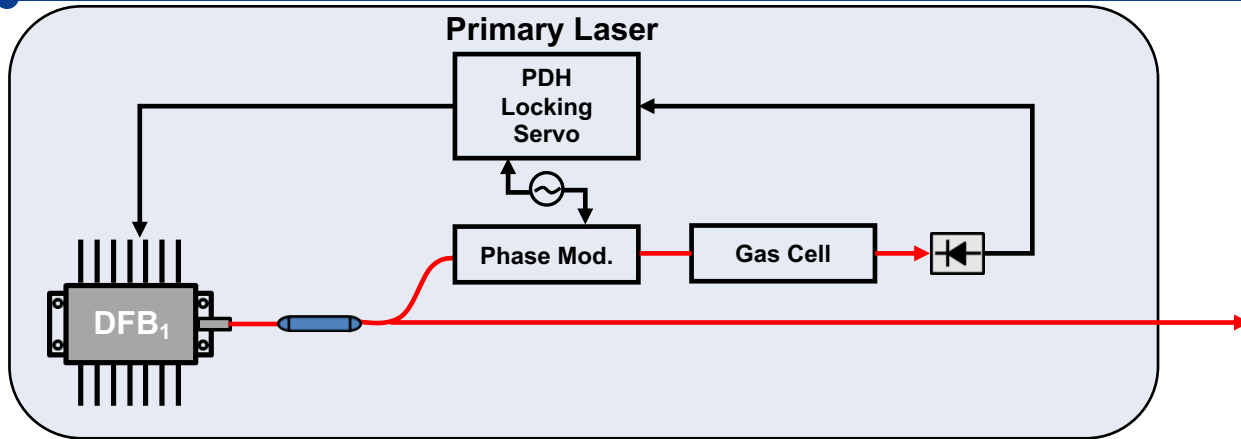 Primary Laser
PDH
Locking
Servo
Phase Mod.
Gas Cell
DFB₁